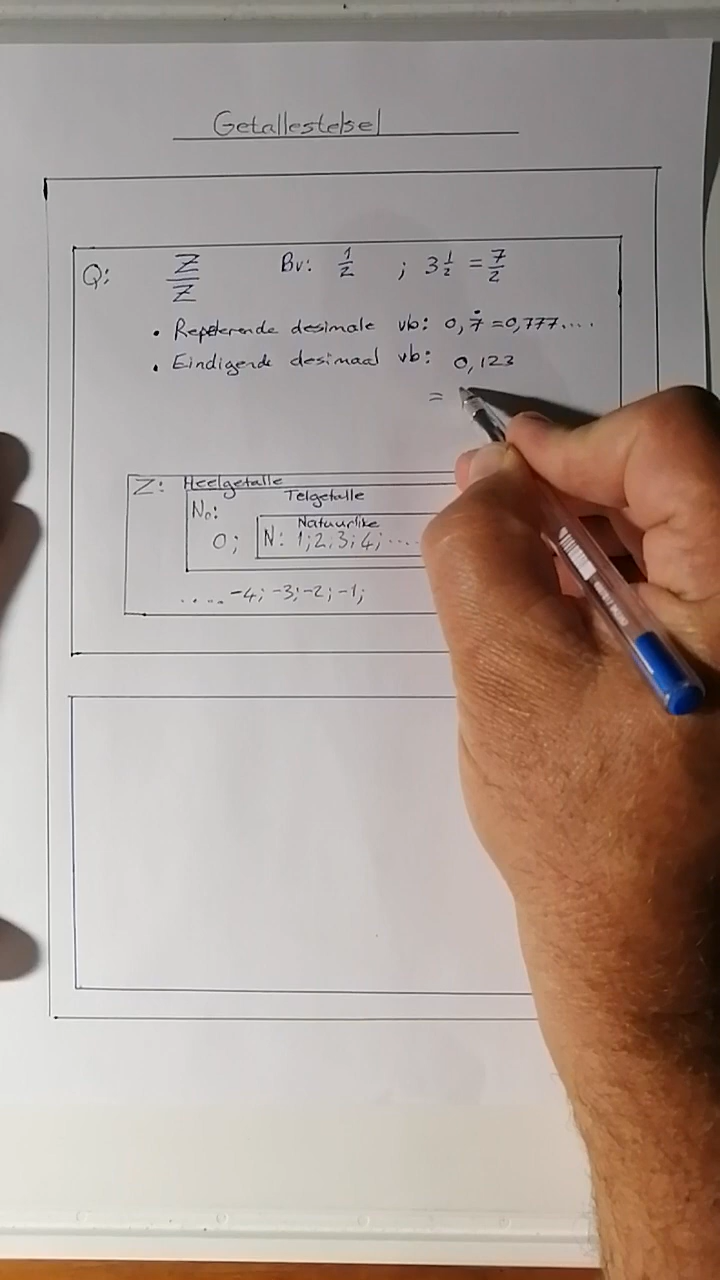 Getallestelsel
Q: Z/Z Bv: 1/2 ; 3 1/2 = 7/2
• Repeterende desimale vb: 0,7̇ = 0,777....
• Eindigende desimaal vb: 0,123
=
Z: Heelgetalle
Telgetalle
N₀:
Natuurlike
0; N: 1;2;3;4;....
.....-4;-3;-2;-1;